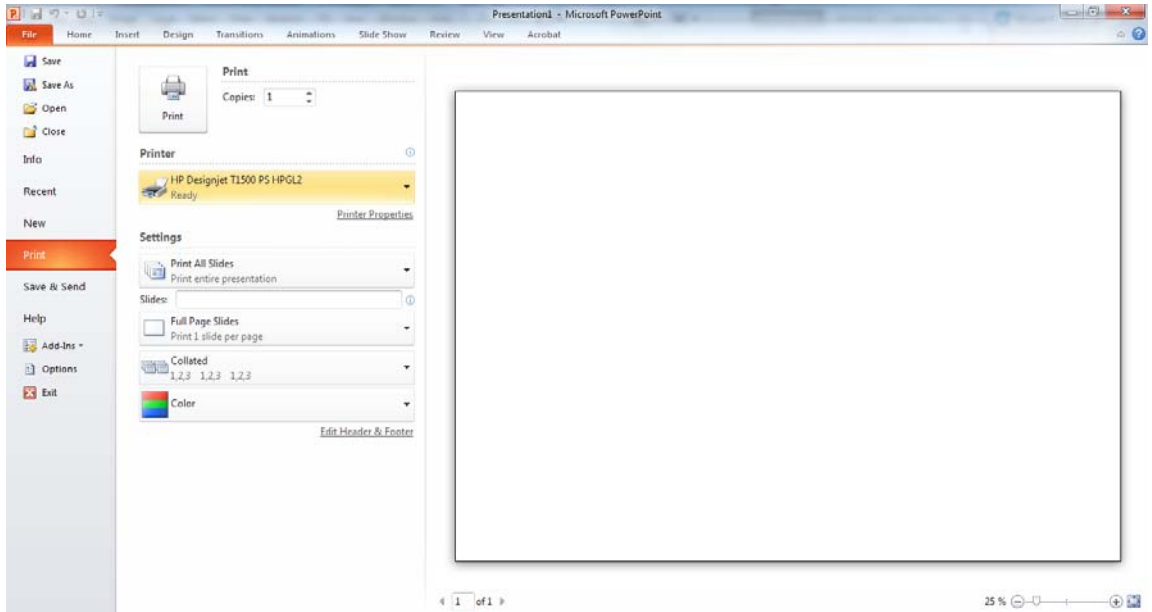 Presentation1 - Microsoft PowerPoint
File Home Insert Design Transitions Animations Slide Show Review View Acrobat
Save
Save As
Open
Close
Info
Recent
New
Print
Save & Send
Help
Add-Ins
Options
Exit
Print
Copies: 1
Print
Printer
HP Designjet T1500 PS HPGL2
Ready
Printer Properties
Settings
Print All Slides
Print entire presentation
Slides:
Full Page Slides
Print 1 slide per page
Collated
1,2,3 1,2,3 1,2,3
Color
Edit Header & Footer
1 of 1
25 %